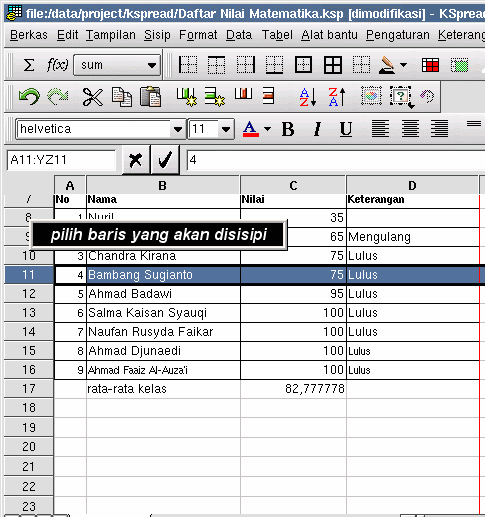 file:/data/project/kspread/Daftar Nilai Matematika.ksp [dimodifikasi] - KSpre
Berkas Edit Tampilan Sisip Format Data Tabel Alat bantu Pengaturan Keteran
Σ f(x) sum
helvetica 11 A B I U
A11:YZ11 4
A B C D
/ No Nama Nilai Keterangan
8 1 Nuril 35
pilih baris yang akan disisipi
9 65 Mengulang
10 3 Chandra Kirana 75 Lulus
11 4 Bambang Sugianto 75 Lulus
12 5 Ahmad Badawi 95 Lulus
13 6 Salma Kaisan Syauqi 100 Lulus
14 7 Naufan Rusyda Faikar 100 Lulus
15 8 Ahmad Djunaedi 100 Lulus
16 9 Ahmad Faaiz Al-Auza'i 100 Lulus
17 rata-rata kelas 82,777778
18
19
20
21
22
23